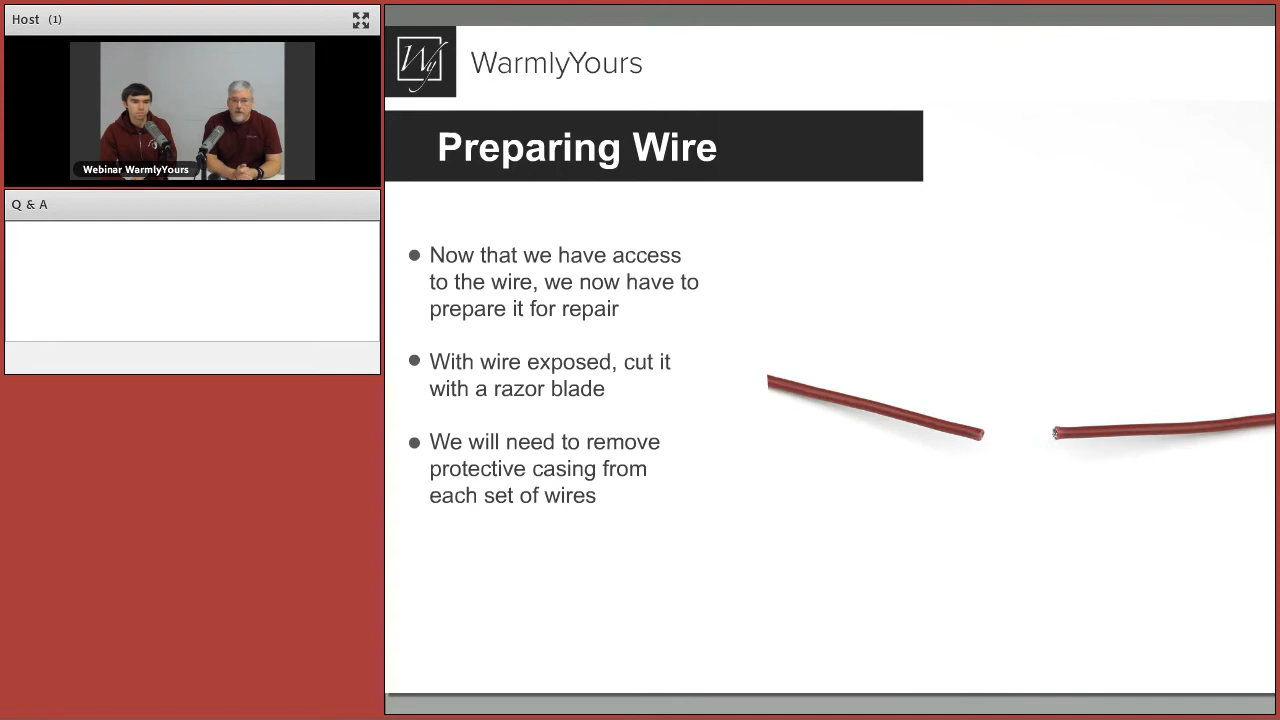 Host (1)
Webinar WarmlyYours
Q & A
Wy
WarmlyYours
Preparing Wire
Now that we have access
to the wire, we now have to
prepare it for repair
With wire exposed, cut it
with a razor blade
We will need to remove
protective casing from
each set of wires